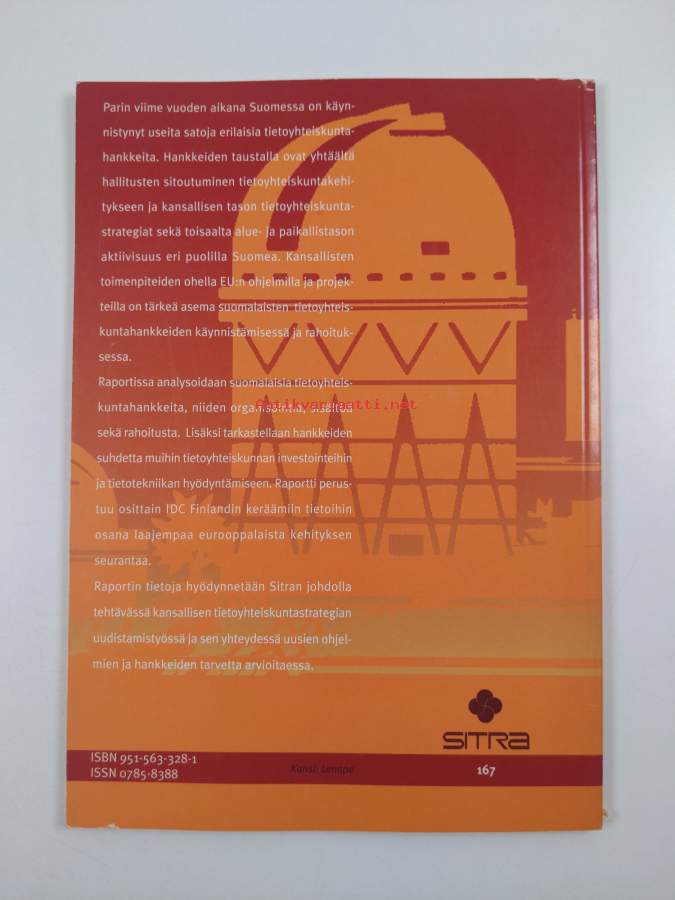 Parin viime vuoden aikana Suomessa on käyn-
nistynyt useita satoja erilaisia tietoyhteiskunta-
hankkeita. Hankkeiden taustalla ovat yhtäältä
hallitusten sitoutuminen tietoyhteiskuntakehi-
tykseen ja kansallisen tason tietoyhteiskunta-
strategiat sekä toisaalta alue- ja paikallistason
aktiivisuus eri puolilla Suomea. Kansallisten
toimenpiteiden ohella EU:n ohjelmilla ja projek-
teilla on tärkeä asema suomalaisten tietoyhteis-
kuntahankkeiden käynnistämisessä ja rahoituk-
sessa.
Raportissa analysoidaan suomalaisia tietoyhteis-
kuntahankkeita, niiden organisointia, sisältöä
sekä rahoitusta. Lisäksi tarkastellaan hankkeiden
suhdetta muihin tietoyhteiskunnan investointeihin
ja tietotekniikan hyödyntämiseen. Raportti perus-
tuu osittain IDC Finlandin keräämiin tietoihin
osana laajempaa eurooppalaista kehityksen
seurantaa.
Raportin tietoja hyödynnetään Sitran johdolla
tehtävässä kansallisen tietoyhteiskuntastrategian
uudistamistyössä ja sen yhteydessä uusien ohjel-
mien ja hankkeiden tarvetta arvioitaessa.
antikvariaatti.net
SITRA
ISBN 951-563-328-1
ISSN 0785-8388
Kansi: Lenope
167